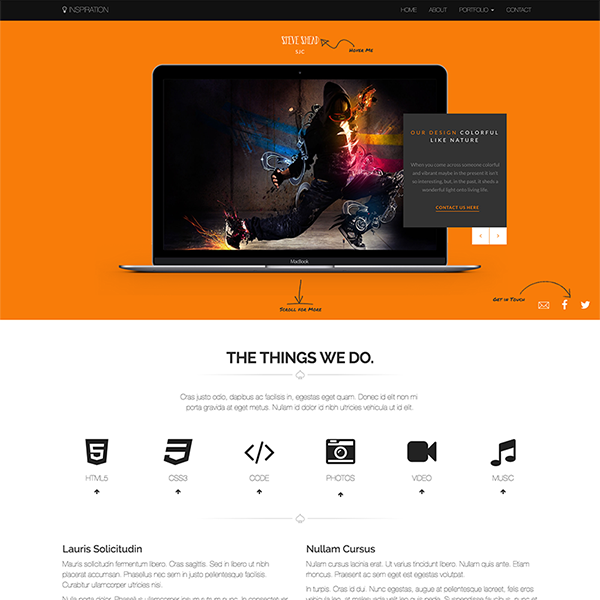 INSPIRATION
HOME ABOUT PORTFOLIO CONTACT
STEVE SHEAD
SJC
Hover Me
OUR DESIGN COLORFUL
LIKE NATURE
When you come across someone colorful
and vibrant maybe in the present it isn't
so interesting, but, in the past, it sheds a
wonderful light onto living life.
CONTACT US HERE
MacBook
Scroll for More
Get in Touch
THE THINGS WE DO.
Cras justo odio, dapibus ac facilisis in, egestas eget quam. Donec id elit non mi
porta gravida at eget metus. Nullam id dolor id nibh utricies vehicula ut id elit.
HTML5 CSS3 CODE PHOTOS VIDEO MUSIC
Lauris Solicitudin
Mauris sollicitudin fermentum libero. Cras sagittis. Sed in libero ut nibh
placerat accumsan. Phasellus nec sem in justo pellentesque facilisis.
Curabitur ullamcorper ultricies nisi.
Nullam Cursus
Nullam cursus lacinia erat. Ut varius tincidunt libero. Nullam quis ante. Etiam
rhoncus. Praesent ac sem eget est egestas volutpat.
In turpis. Cras id dui. Nunc egestas, augue at pellentesque laoreet, felis eros